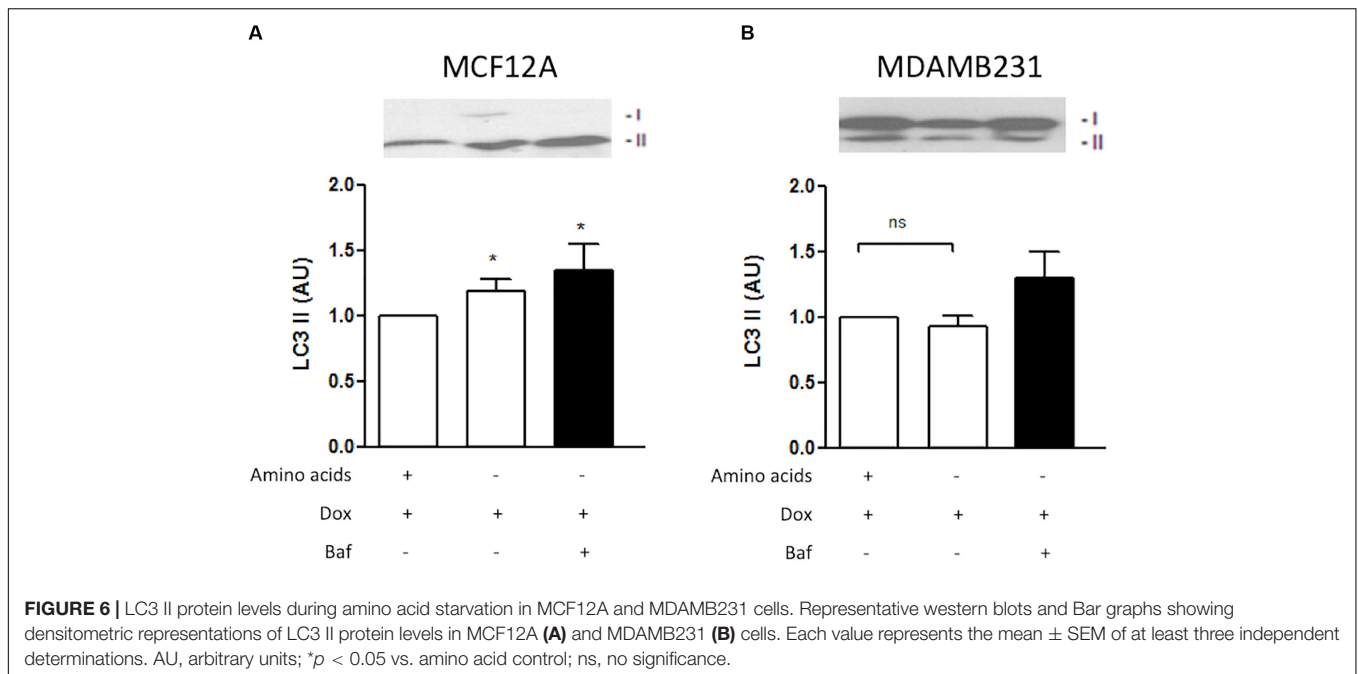 A
MCF12A
- I
- II
2.0
1.5
1.0
0.5
0.0
LC3 II (AU)
*
*
Amino acids + - -
Dox + + +
Baf - - +
B
MDAMB231
- I
- II
2.0
1.5
1.0
0.5
0.0
LC3 II (AU)
ns
Amino acids + - -
Dox + + +
Baf - - +
FIGURE 6 | LC3 II protein levels during amino acid starvation in MCF12A and MDAMB231 cells. Representative western blots and Bar graphs showing
densitometric representations of LC3 II protein levels in MCF12A (A) and MDAMB231 (B) cells. Each value represents the mean ± SEM of at least three independent
determinations. AU, arbitrary units; *p < 0.05 vs. amino acid control; ns, no significance.